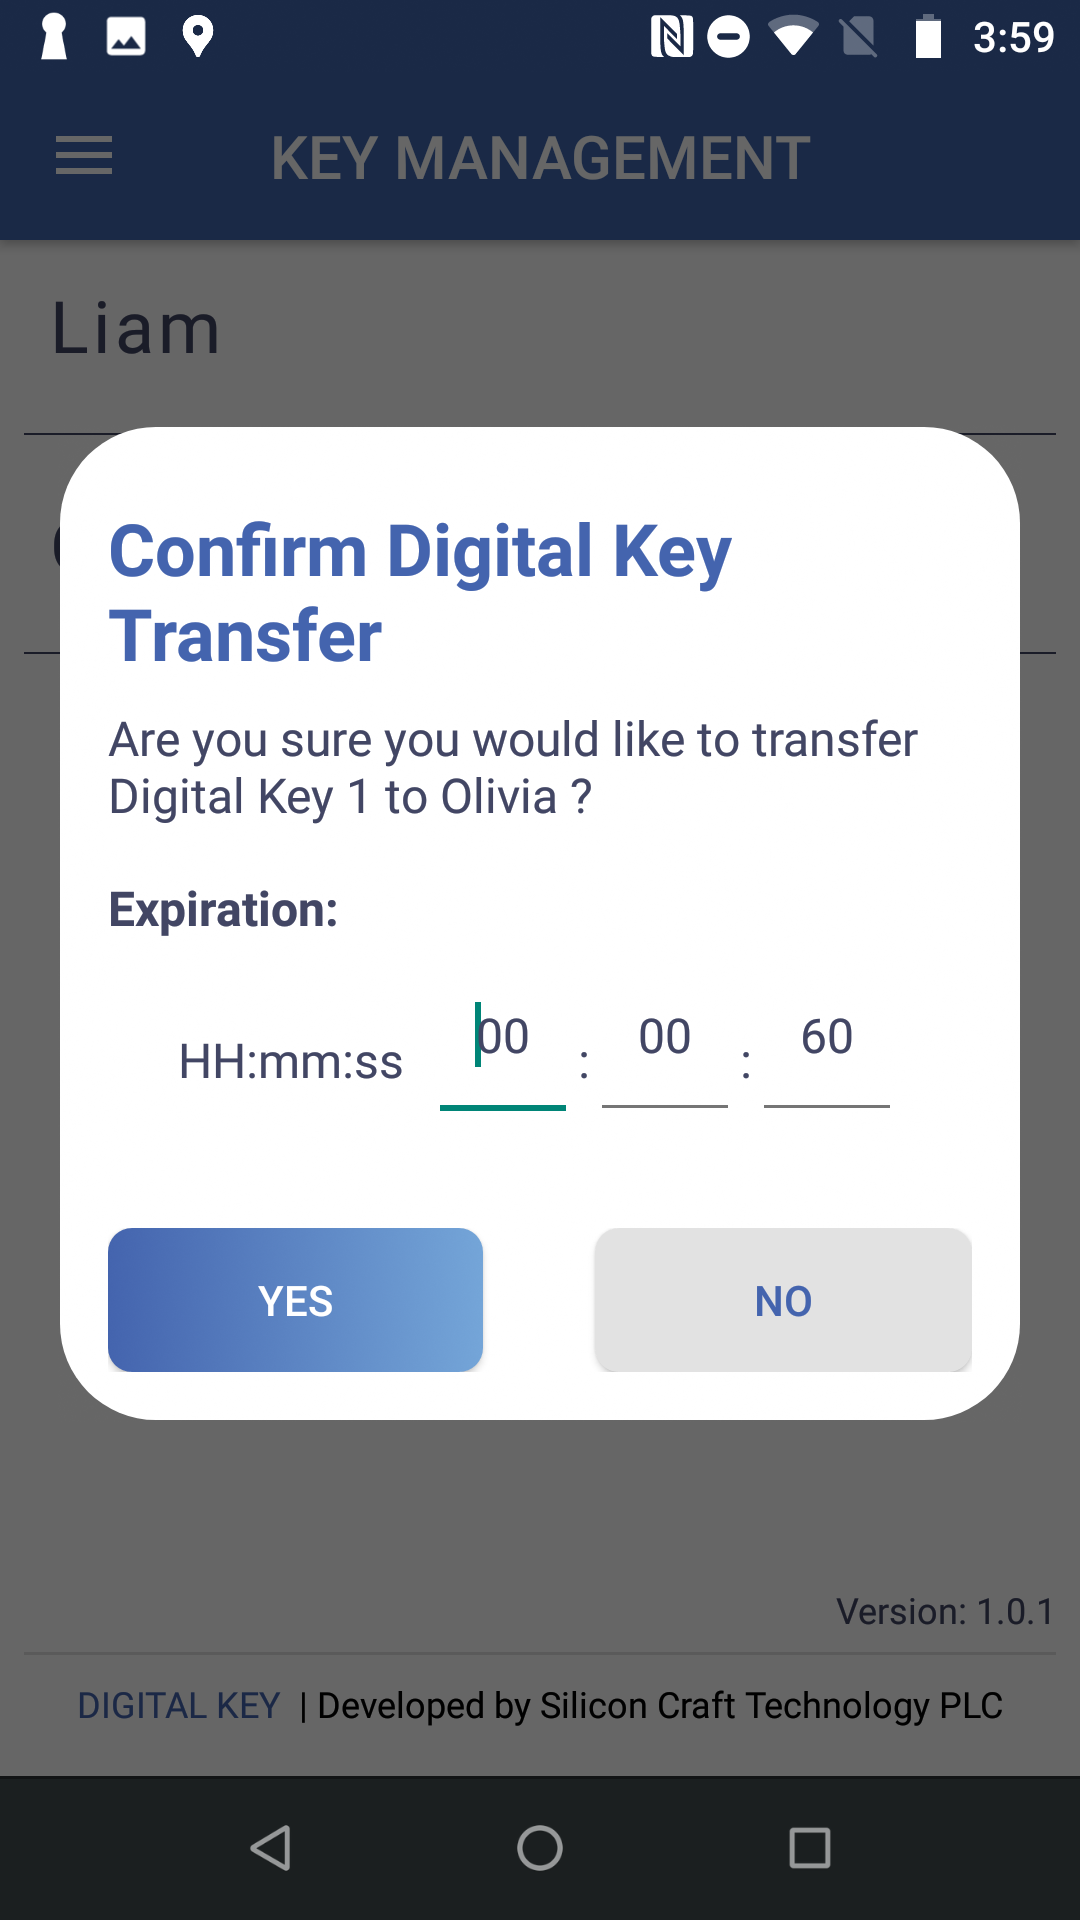 3:59
KEY MANAGEMENT
Liam
Confirm Digital Key
Transfer
Are you sure you would like to transfer
Digital Key 1 to Olivia ?
Expiration:
HH:mm:ss 00 : 00 : 60
YES NO
Version: 1.0.1
DIGITAL KEY | Developed by Silicon Craft Technology PLC